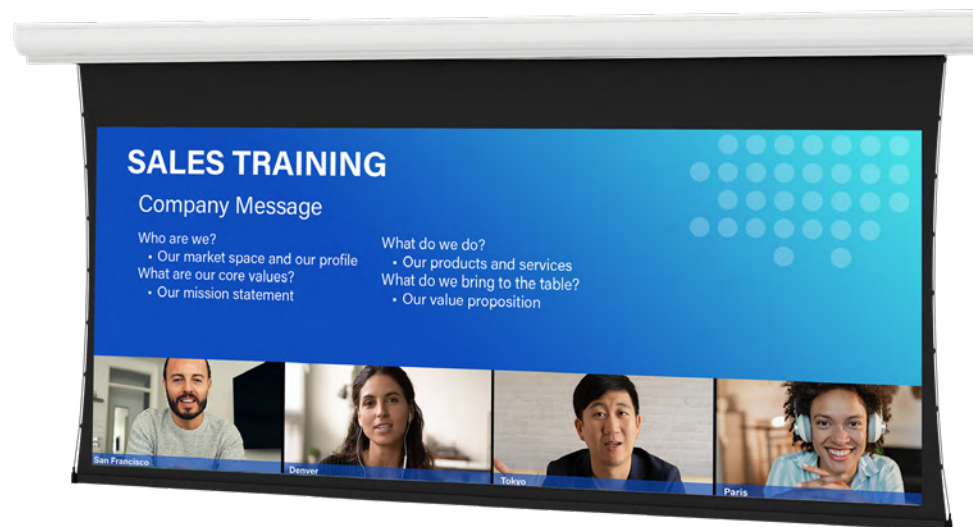 SALES TRAINING
Company Message
Who are we?
• Our market space and our profile
What are our core values?
• Our mission statement
What do we do?
• Our products and services
What do we bring to the table?
• Our value proposition
San Francisco
Denver
Tokyo
Paris